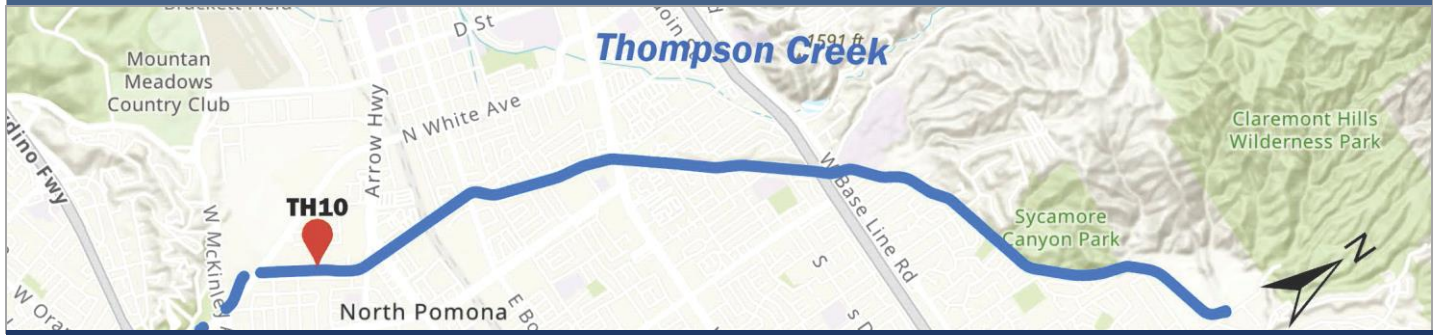 D St
Thompson Creek
1591 ft
Mountan
Meadows
Country Club
N White Ave
Arrow Hwy
Claremont Hills
Wilderness Park
TH10
W McKinley
W Base Line Rd
Sycamore
Canyon Park
N
S
North Pomona
Fwy